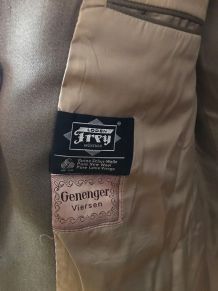 LODEN
Frey
MÜNCHEN
Reine Schurwolle
Pure New Wool
Pure Laine Vierge
Genenger
Viersen